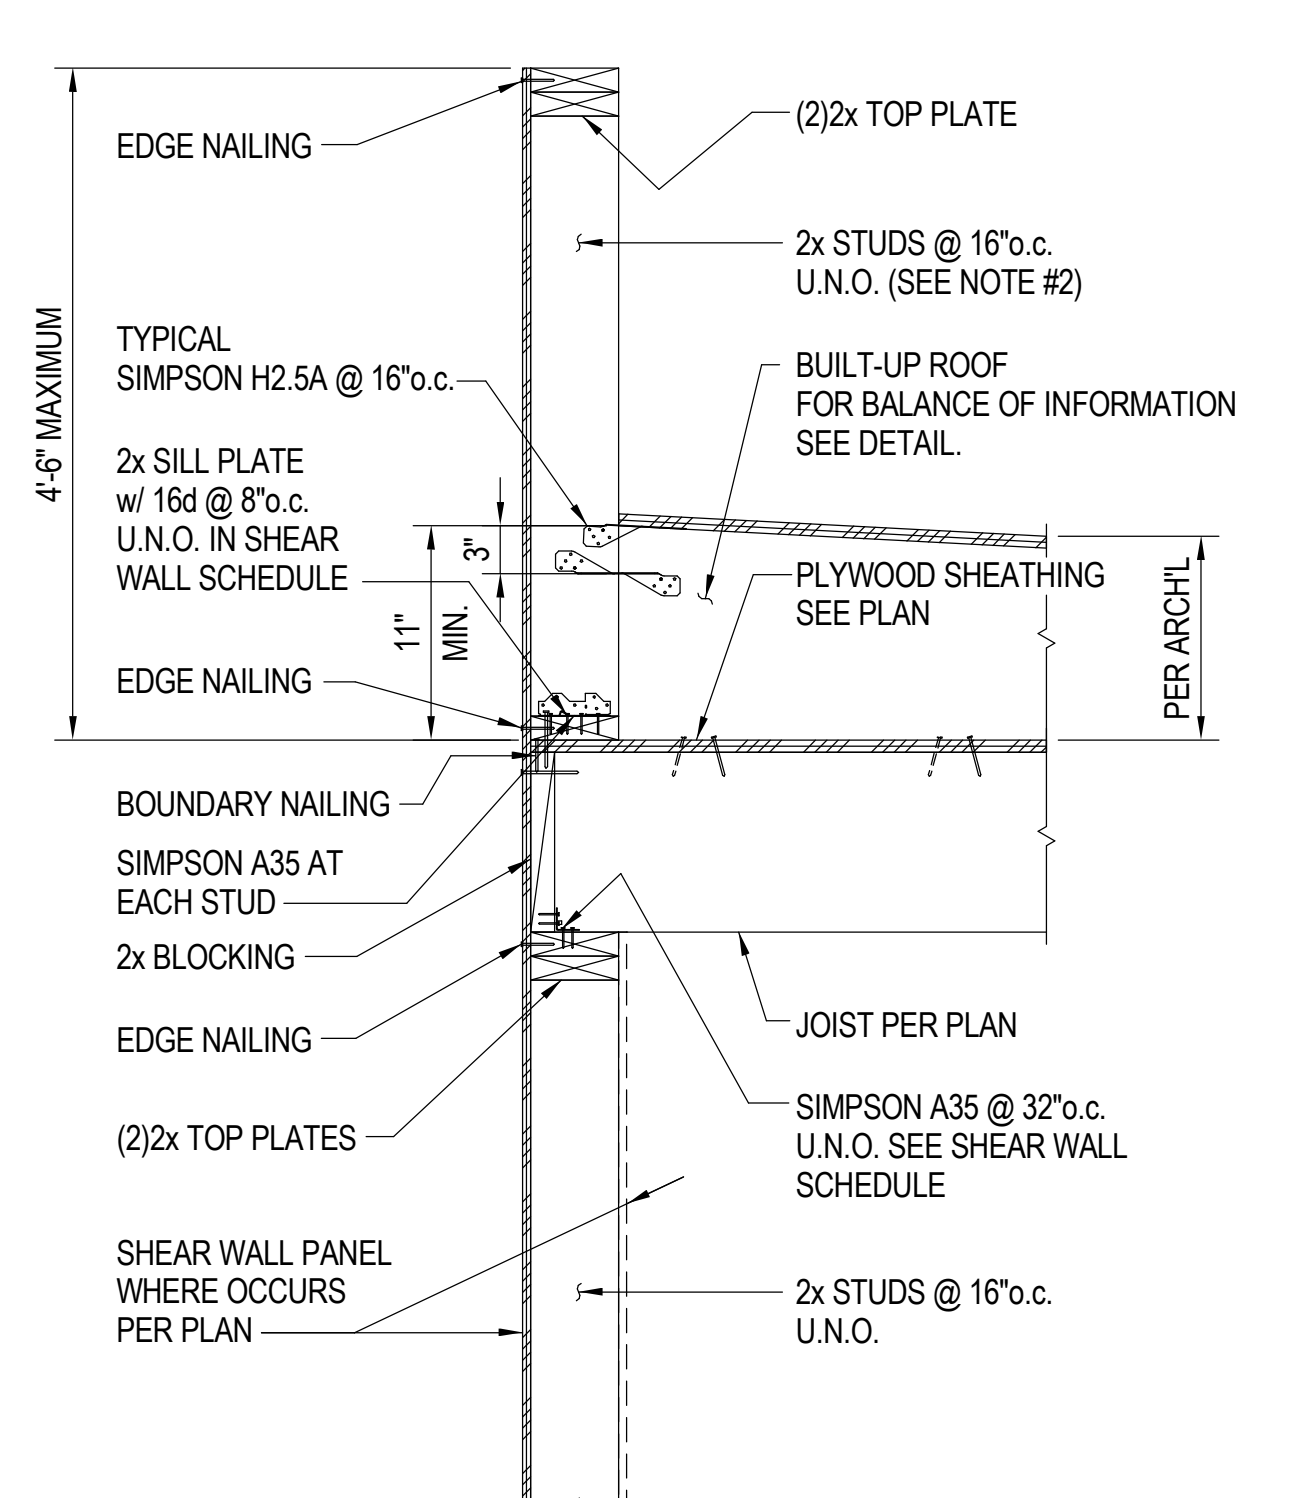 EDGE NAILING
(2)2x TOP PLATE
2x STUDS @ 16"o.c.
U.N.O. (SEE NOTE #2)
4'-6" MAXIMUM
TYPICAL
SIMPSON H2.5A @ 16"o.c.
BUILT-UP ROOF
FOR BALANCE OF INFORMATION
SEE DETAIL.
2x SILL PLATE
w/ 16d @ 8"o.c.
U.N.O. IN SHEAR
WALL SCHEDULE
3"
11"
MIN.
PLYWOOD SHEATHING
SEE PLAN
PER ARCH'L
EDGE NAILING
BOUNDARY NAILING
SIMPSON A35 AT
EACH STUD
2x BLOCKING
EDGE NAILING
JOIST PER PLAN
(2)2x TOP PLATES
SIMPSON A35 @ 32"o.c.
U.N.O. SEE SHEAR WALL
SCHEDULE
SHEAR WALL PANEL
WHERE OCCURS
PER PLAN
2x STUDS @ 16"o.c.
U.N.O.